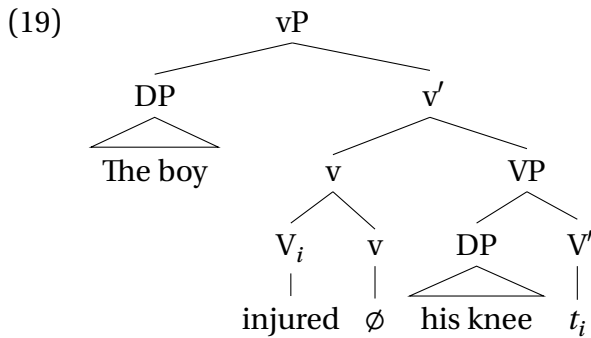 (19) vP
DP v′
The boy v VP
V_i v DP V′
injured ∅ his knee t_i